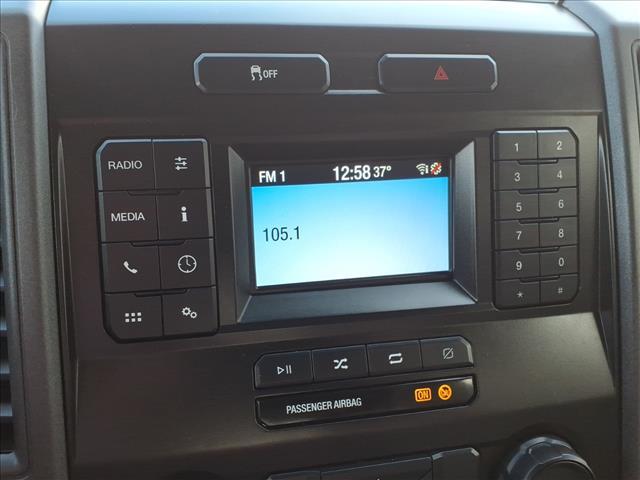 OFF
RADIO
MEDIA
i
FM 1 12:58 37°
105.1
1 2
3 4
5 6
7 8
9 0
* #
PASSENGER AIRBAG ON